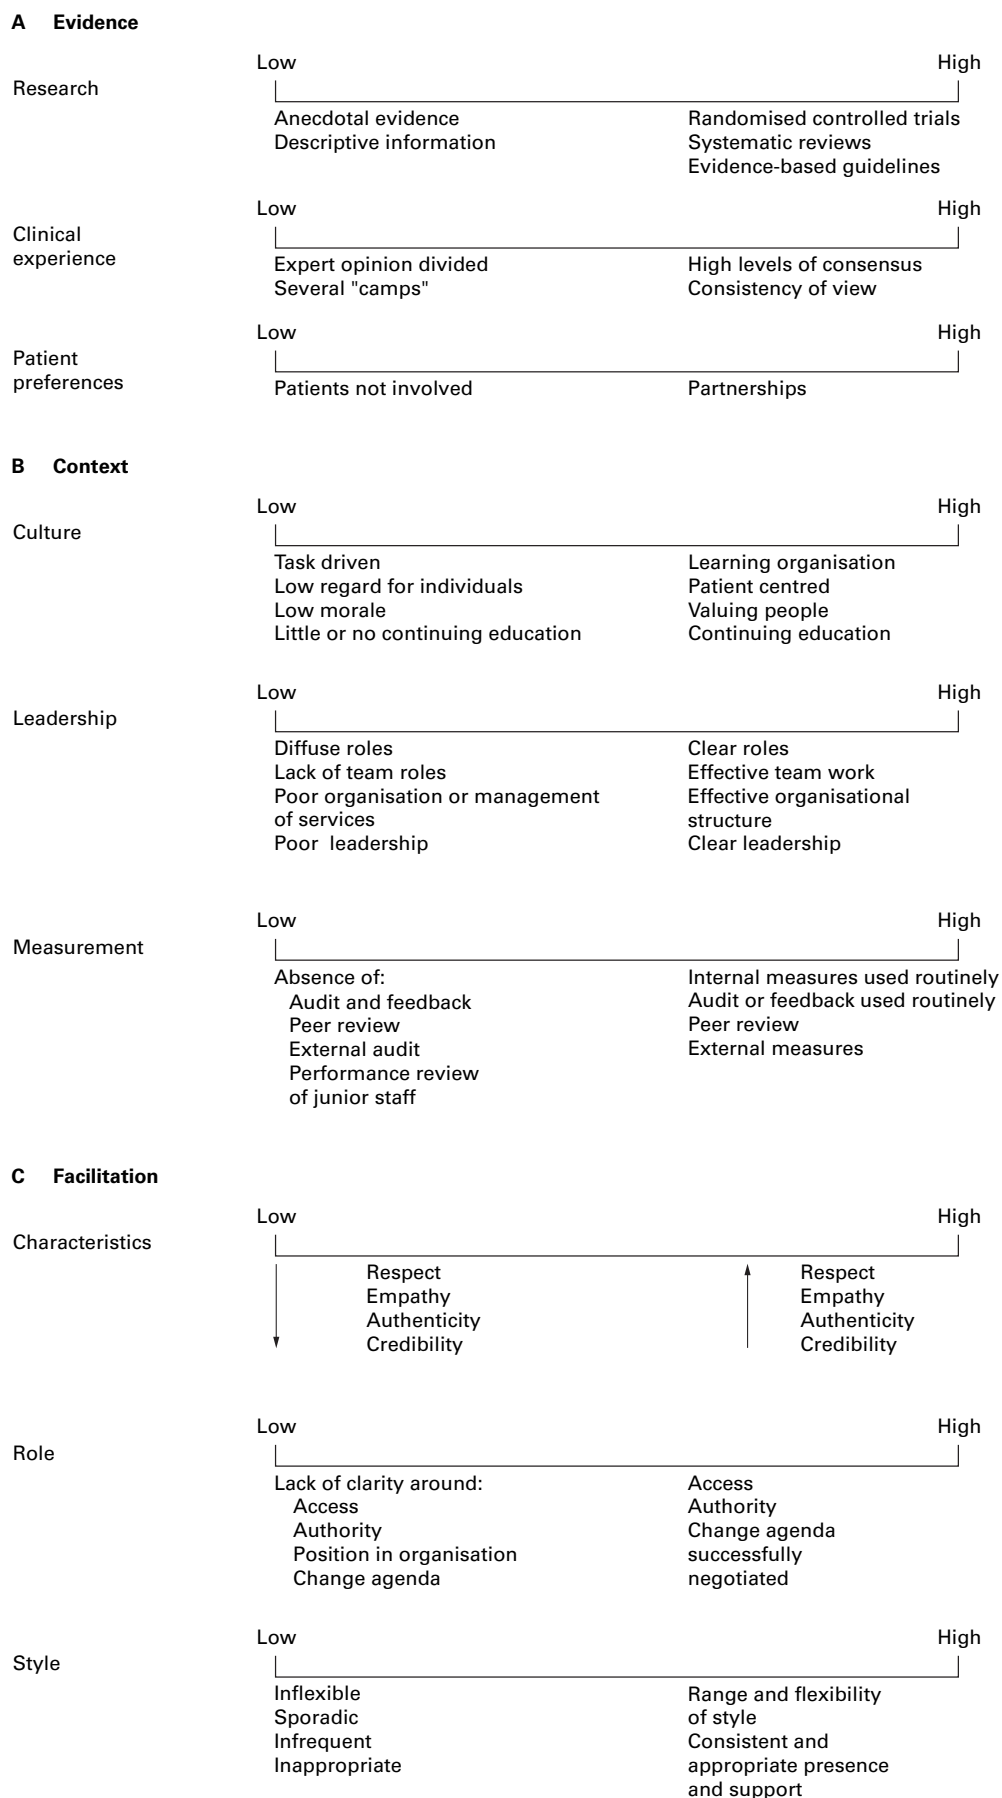 A Evidence
Low High
Research
Anecdotal evidence Randomised controlled trials
Descriptive information Systematic reviews
Evidence-based guidelines
Low High
Clinical
experience
Expert opinion divided High levels of consensus
Several "camps" Consistency of view
Low High
Patient
preferences
Patients not involved Partnerships
B Context
Low High
Culture
Task driven Learning organisation
Low regard for individuals Patient centred
Low morale Valuing people
Little or no continuing education Continuing education
Low High
Leadership
Diffuse roles Clear roles
Lack of team roles Effective team work
Poor organisation or management Effective organisational
of services structure
Poor leadership Clear leadership
Low High
Measurement
Absence of: Internal measures used routinely
Audit and feedback Audit or feedback used routinely
Peer review Peer review
External audit External measures
Performance review
of junior staff
C Facilitation
Low High
Characteristics
Respect Respect
Empathy Empathy
Authenticity Authenticity
Credibility Credibility
Low High
Role
Lack of clarity around: Access
Access Authority
Authority Change agenda
Position in organisation successfully
Change agenda negotiated
Low High
Style
Inflexible Range and flexibility
Sporadic of style
Infrequent Consistent and
Inappropriate appropriate presence
and support